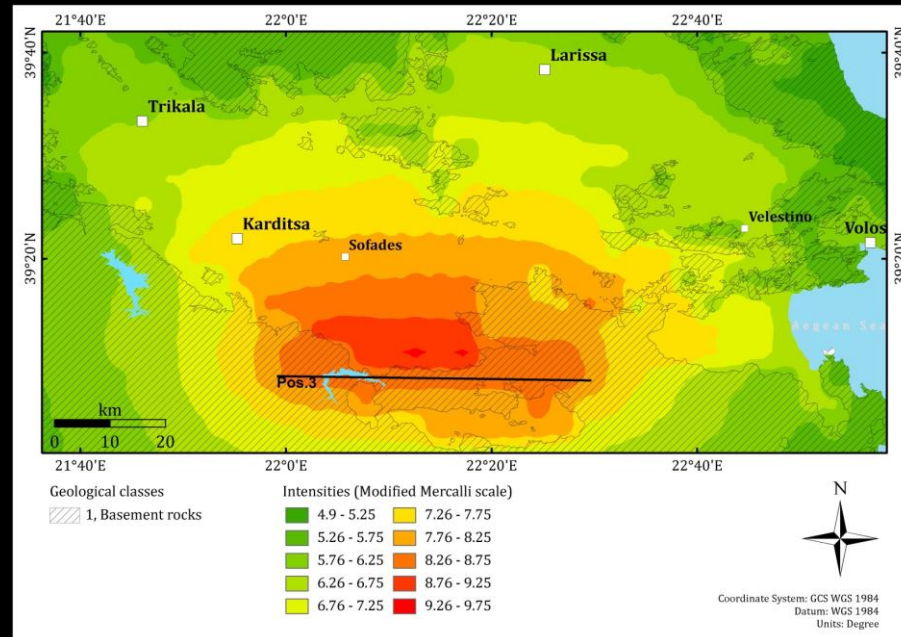 21°40'E 22°0'E 22°20'E 22°40'E
39°40'N
39°40'N
Larissa
Trikala
Karditsa
Velestino
Sofades
Volos
39°20'N
39°20'N
Aegean Sea
Pos.3
km
0 10 20
21°40'E 22°0'E 22°20'E 22°40'E
Geological classes
1, Basement rocks
Intensities (Modified Mercalli scale)
4.9 - 5.25
5.26 - 5.75
5.76 - 6.25
6.26 - 6.75
6.76 - 7.25
7.26 - 7.75
7.76 - 8.25
8.26 - 8.75
8.76 - 9.25
9.26 - 9.75
N
Coordinate System: GCS WGS 1984
Datum: WGS 1984
Units: Degree